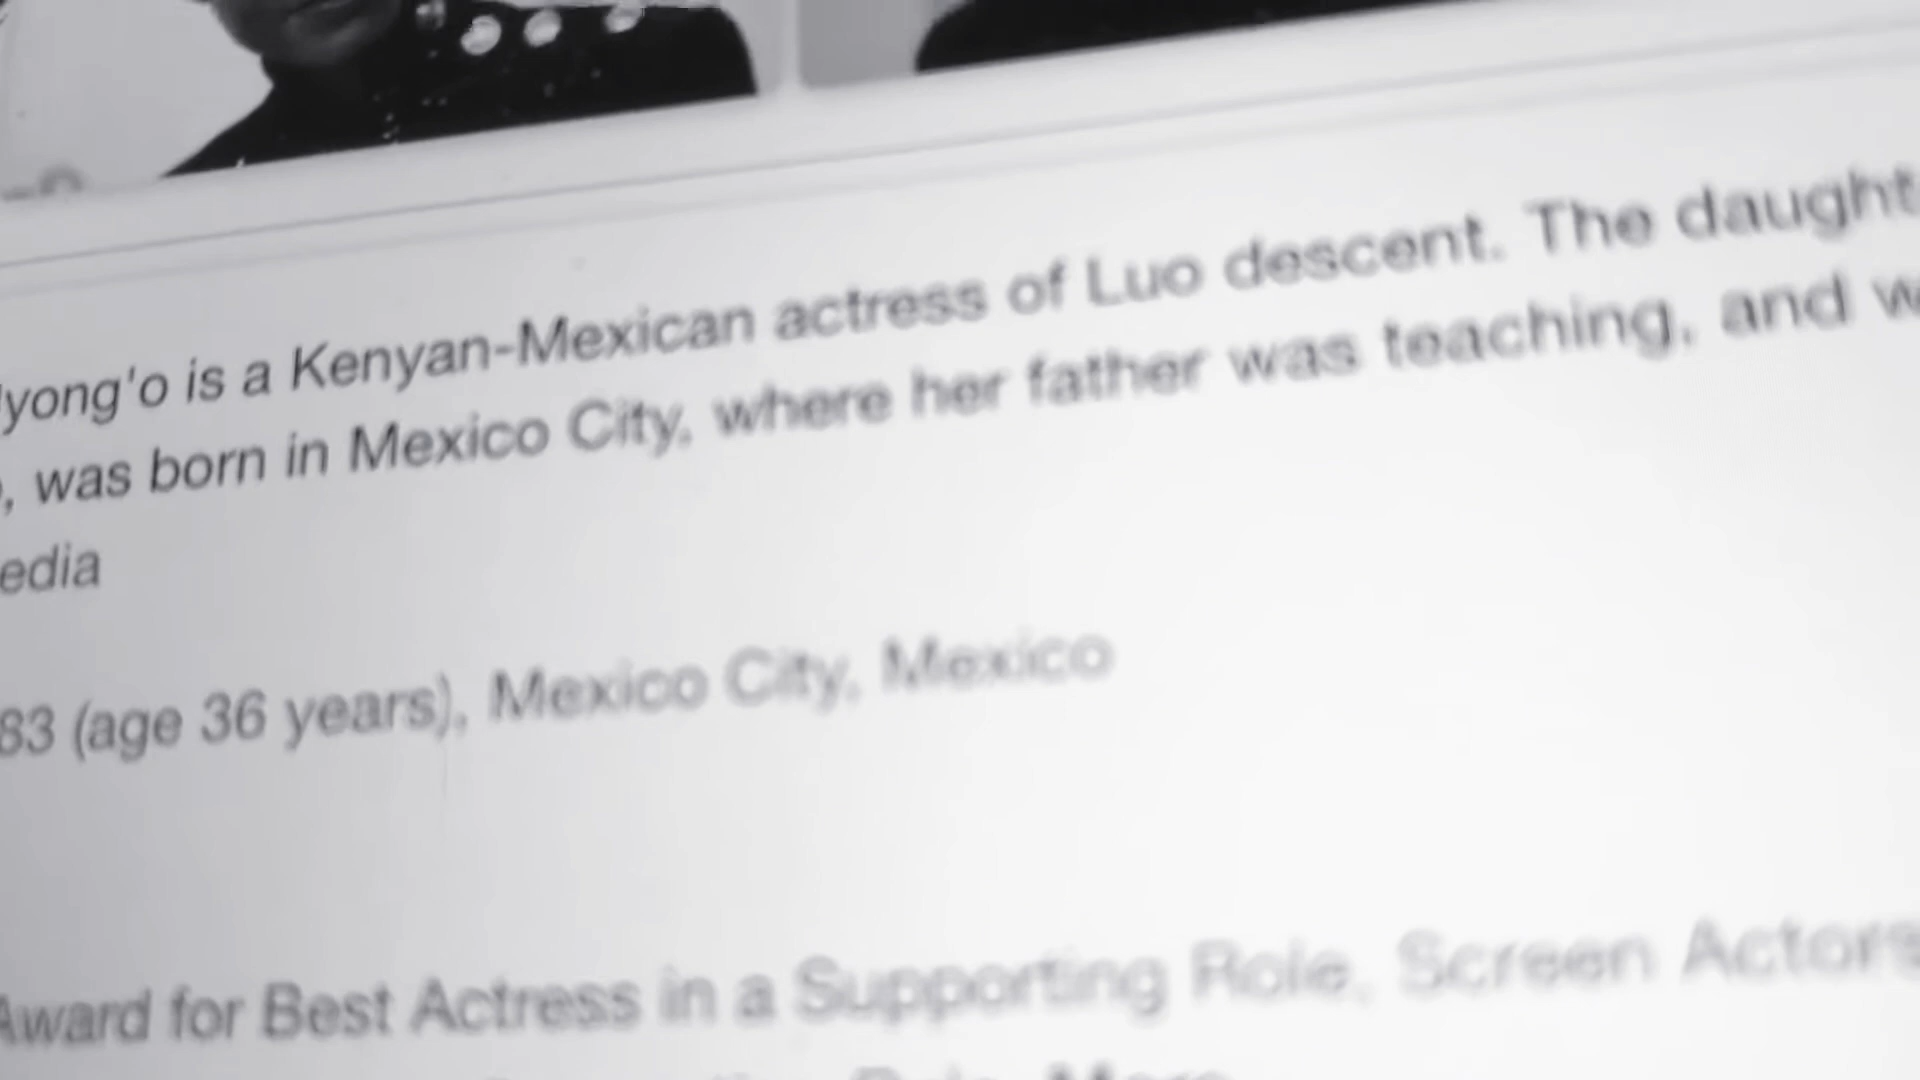 yong'o is a Kenyan-Mexican actress of Luo descent. The daught
, was born in Mexico City, where her father was teaching, and w
edia
83 (age 36 years), Mexico City, Mexico
Award for Best Actress in a Supporting Role, Screen Actors
Role, More